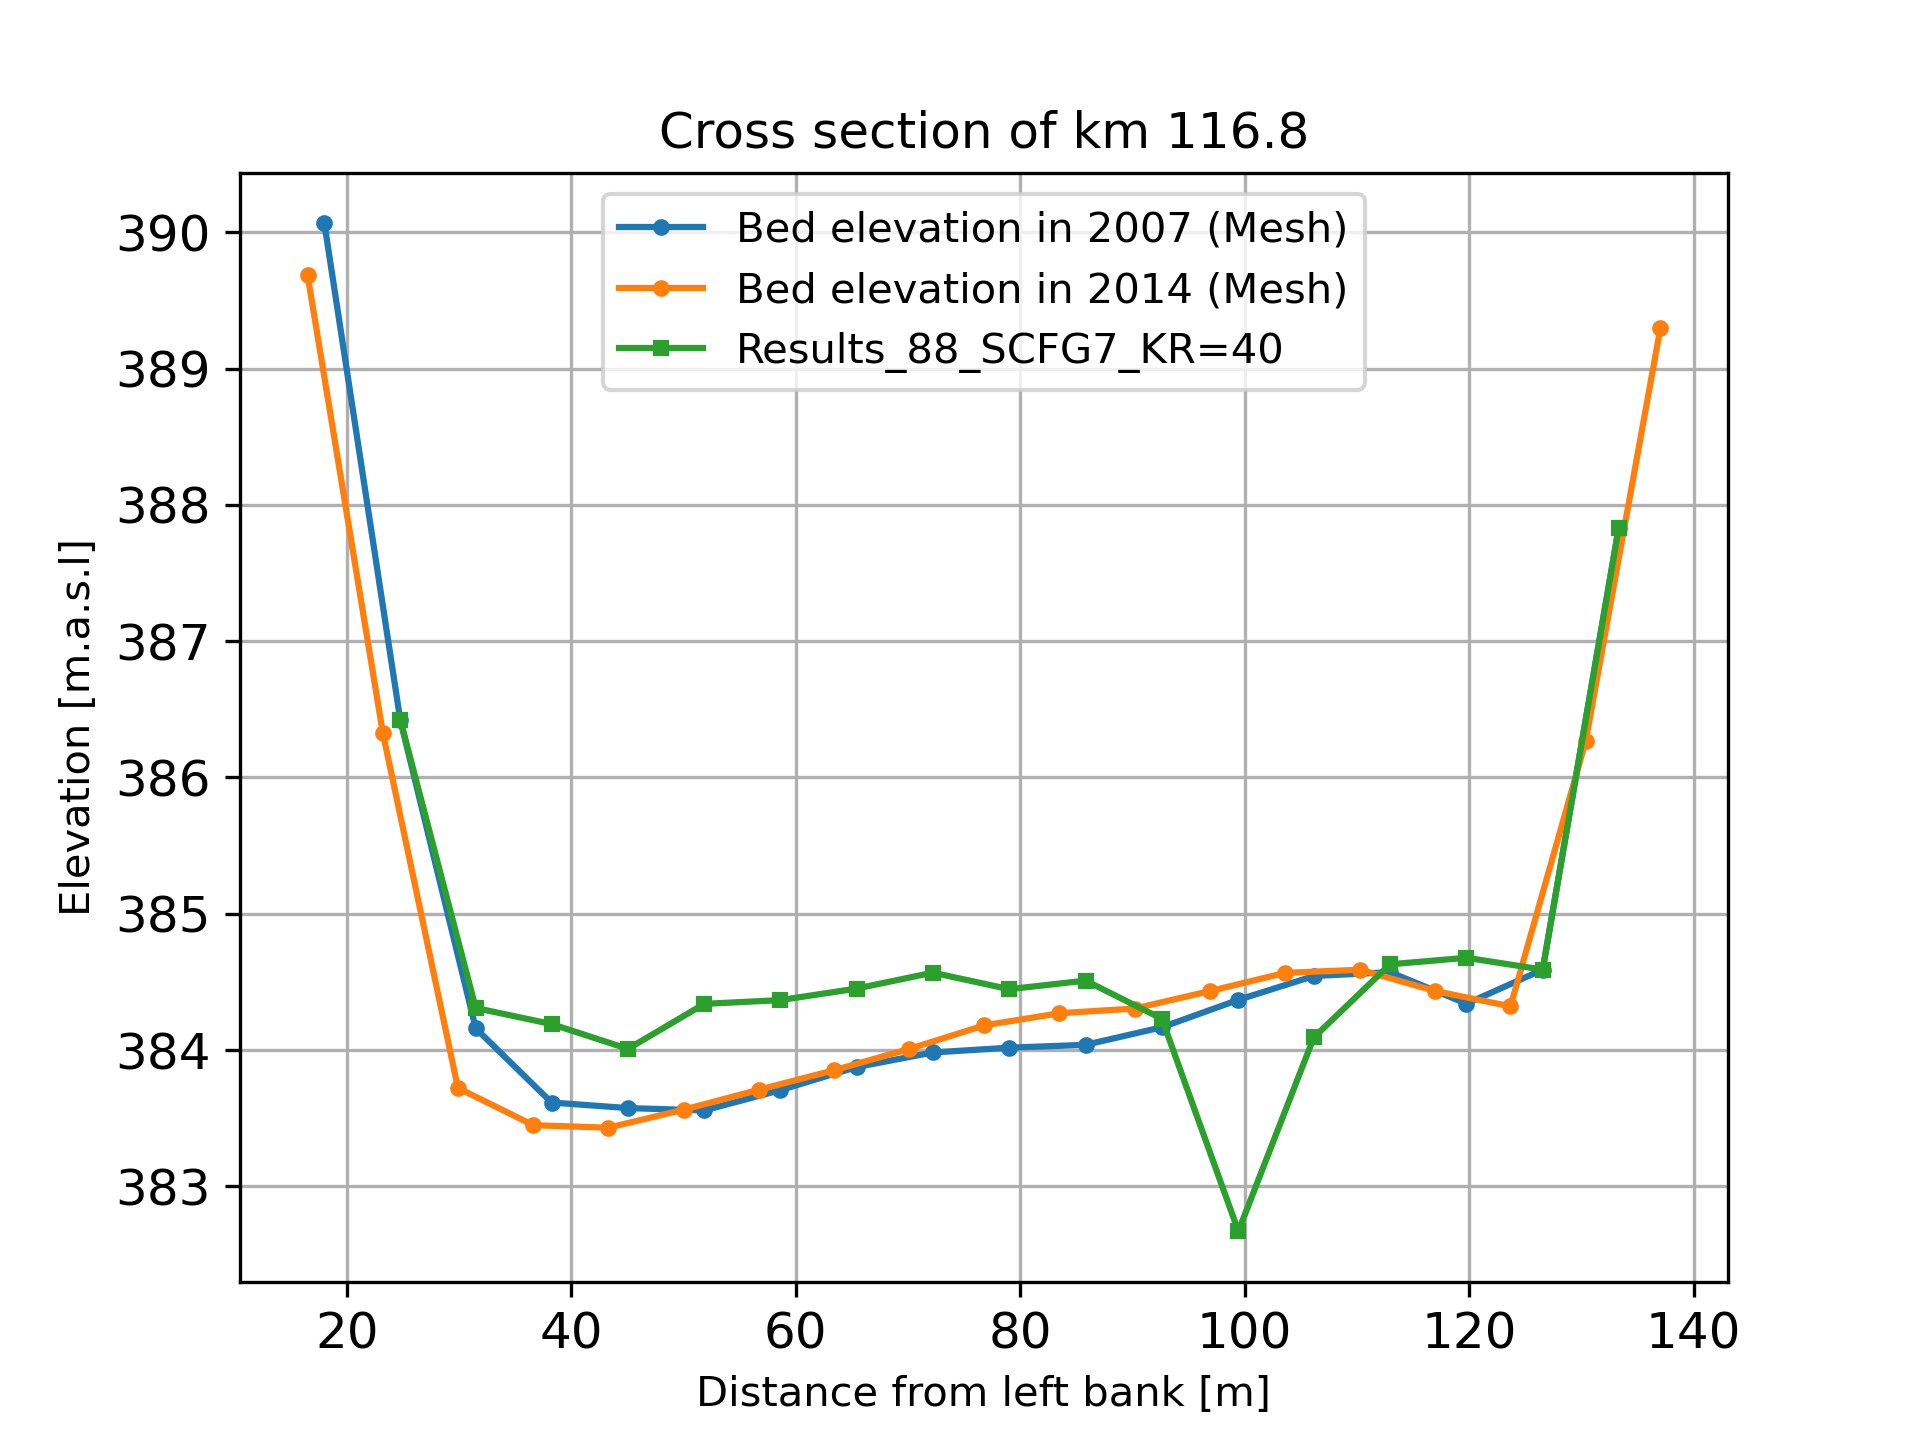 Cross section of km 116.8
Bed elevation in 2007 (Mesh)
Bed elevation in 2014 (Mesh)
Results_88_SCFG7_KR=40
390
389
388
387
386
385
384
383
Elevation [m.a.s.l]
20 40 60 80 100 120 140
Distance from left bank [m]